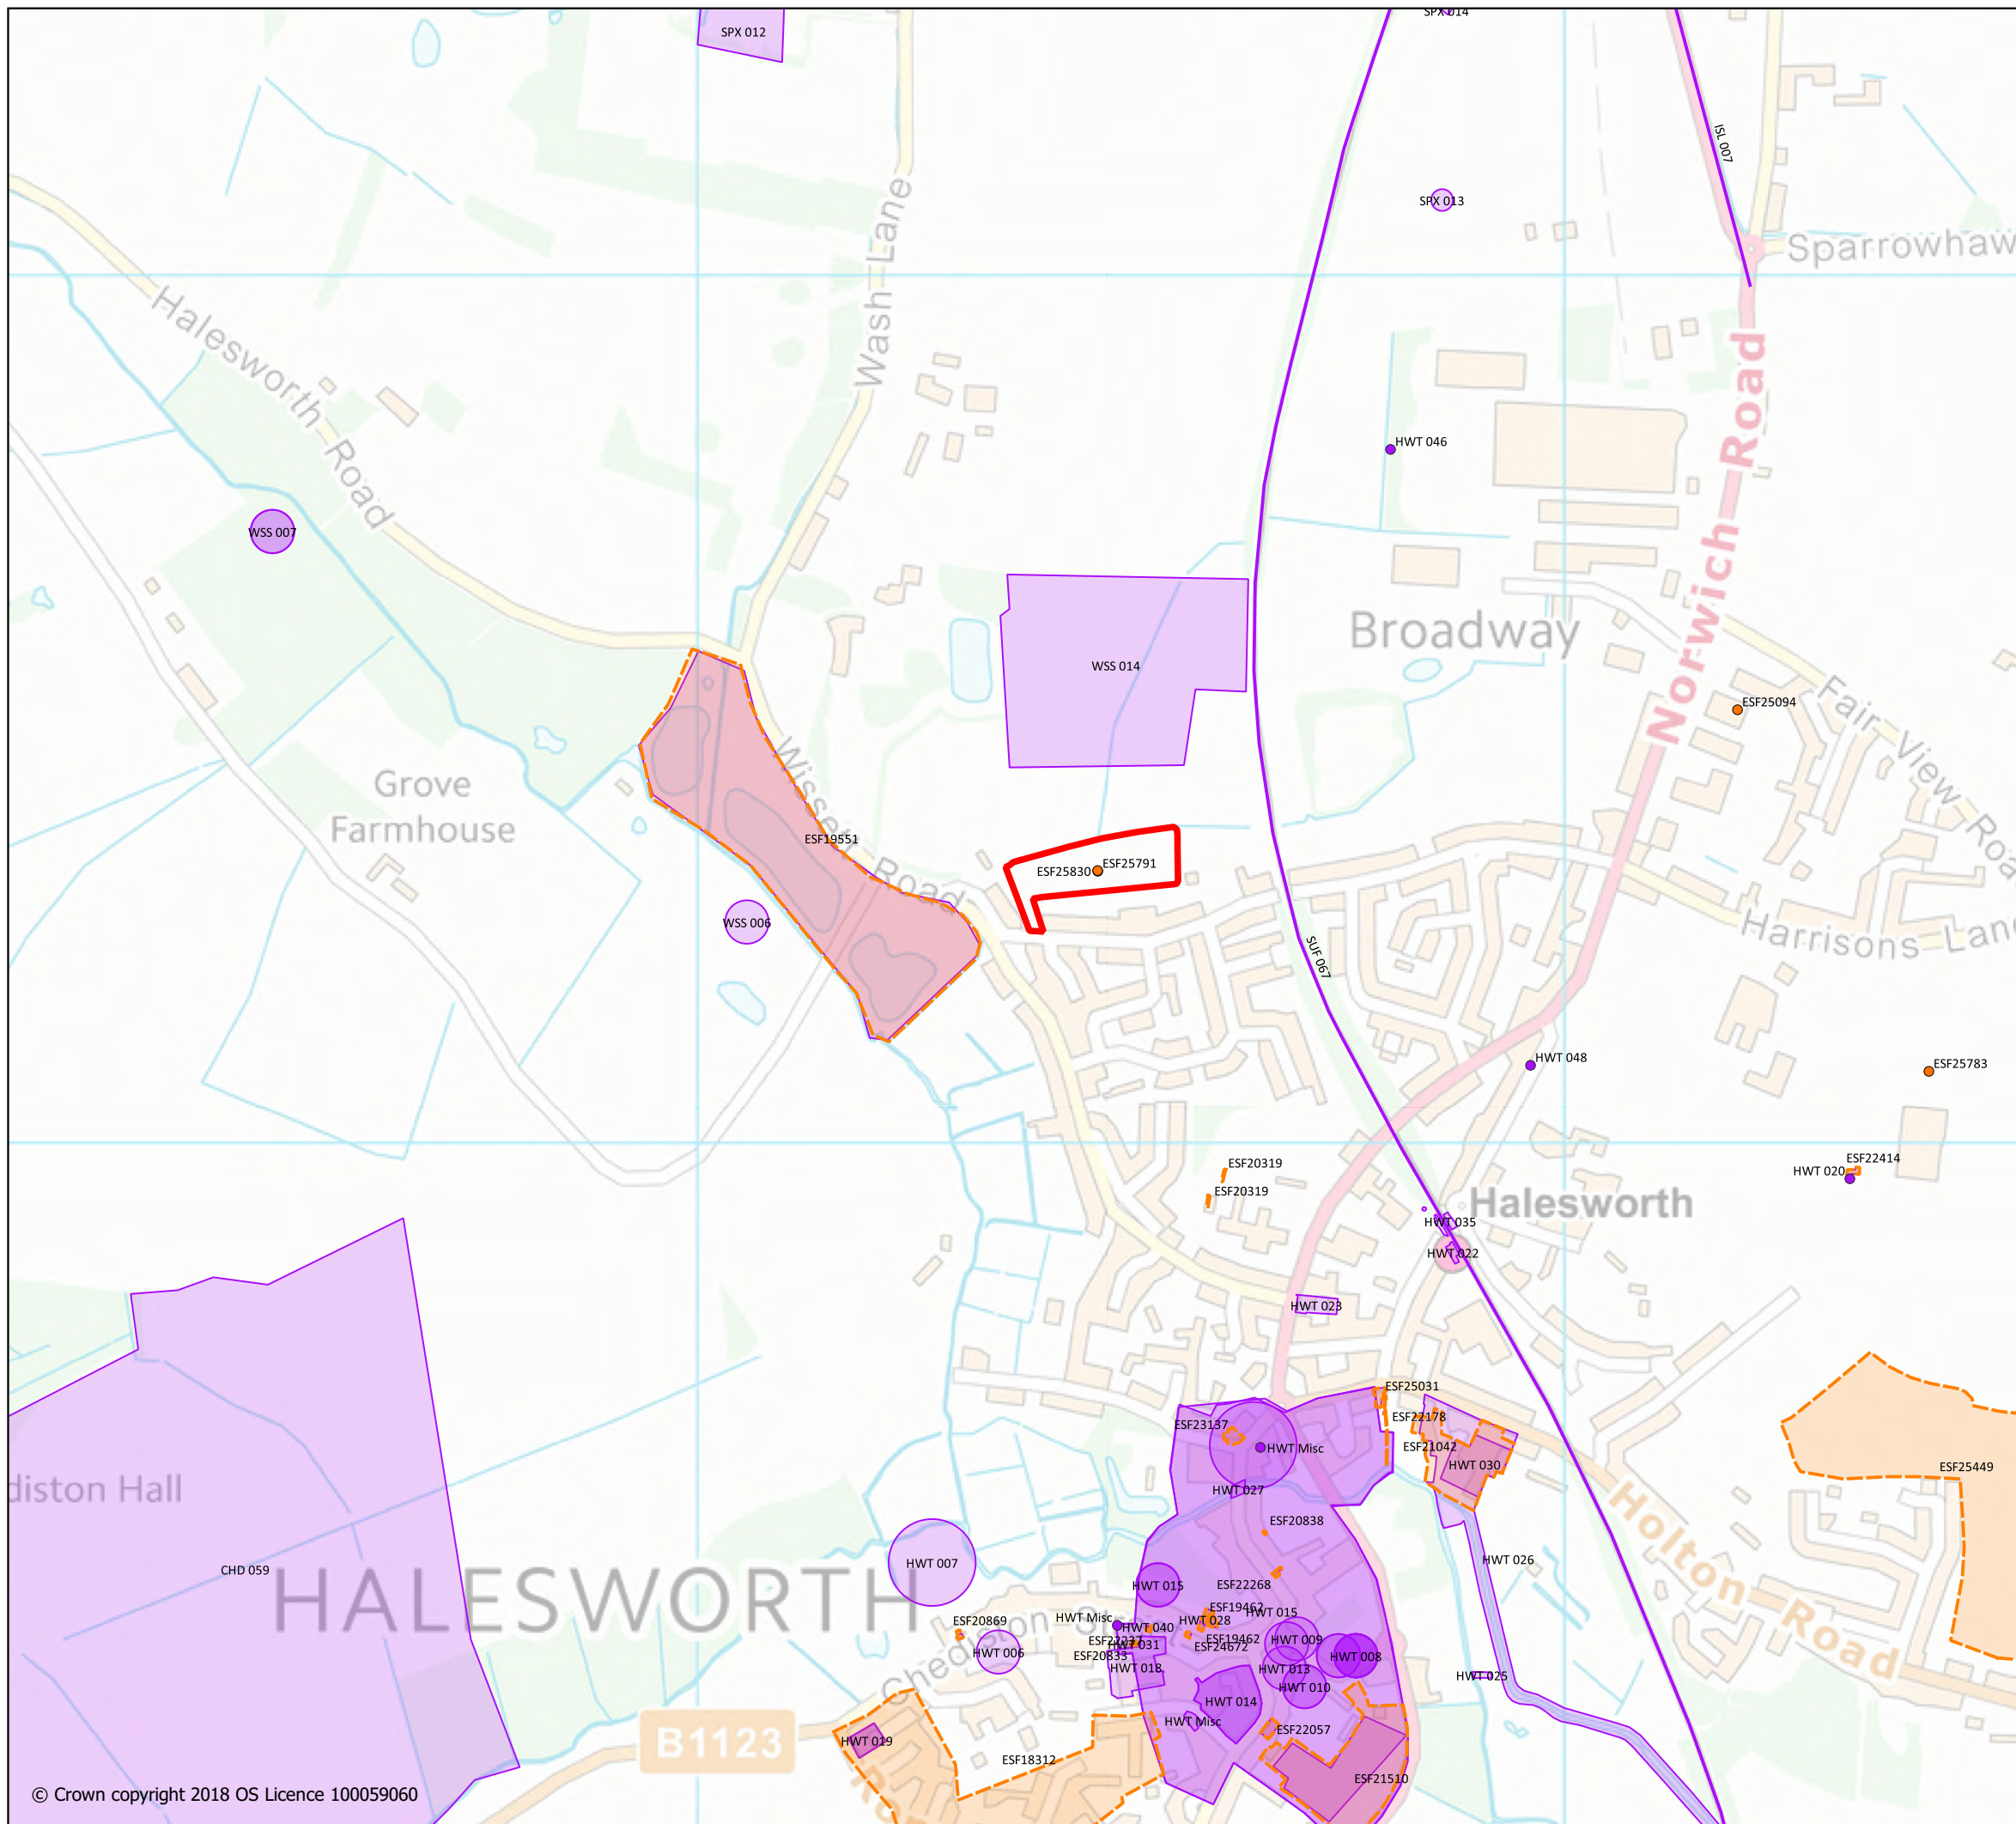 SPX 012
SPX 014
ISL 007
SPX 013
Sparrowhaw
Wash Lane
Halesworth Road
Norwich Road
HWT 046
WSS 007
Broadway
WSS 014
ESF25094
Fair View Roa
Grove
Farmhouse
Wisset Road
ESF19551
ESF25791
ESF25830
WSS 006
Harrisons Lane
SUF 067
HWT 048
ESF25783
ESF20319
ESF22414
HWT 020
ESF20319
Halesworth
HWT 035
HWT 022
HWT 023
ESF25031
ESF22178
ESF23137
HWT Misc
ESF21042
HWT 030
ESF25449
diston Hall
HWT 027
ESF20838
Holton Road
HWT 026
HWT 007
CHD 059
HALESWORTH
HWT 015
ESF22268
ESF19462
HWT 015
HWT Misc
HWT 028
ESF20869
HWT 040
HWT 031
ESF19462
HWT 009
ESF24672
HWT 006
ESF20833
HWT 008
HWT 018
HWT 013
HWT 025
HWT 010
HWT 014
HWT Misc
ESF22057
B1123
HWT 019
ESF18312
ESF21510
© Crown copyright 2018 OS Licence 100059060